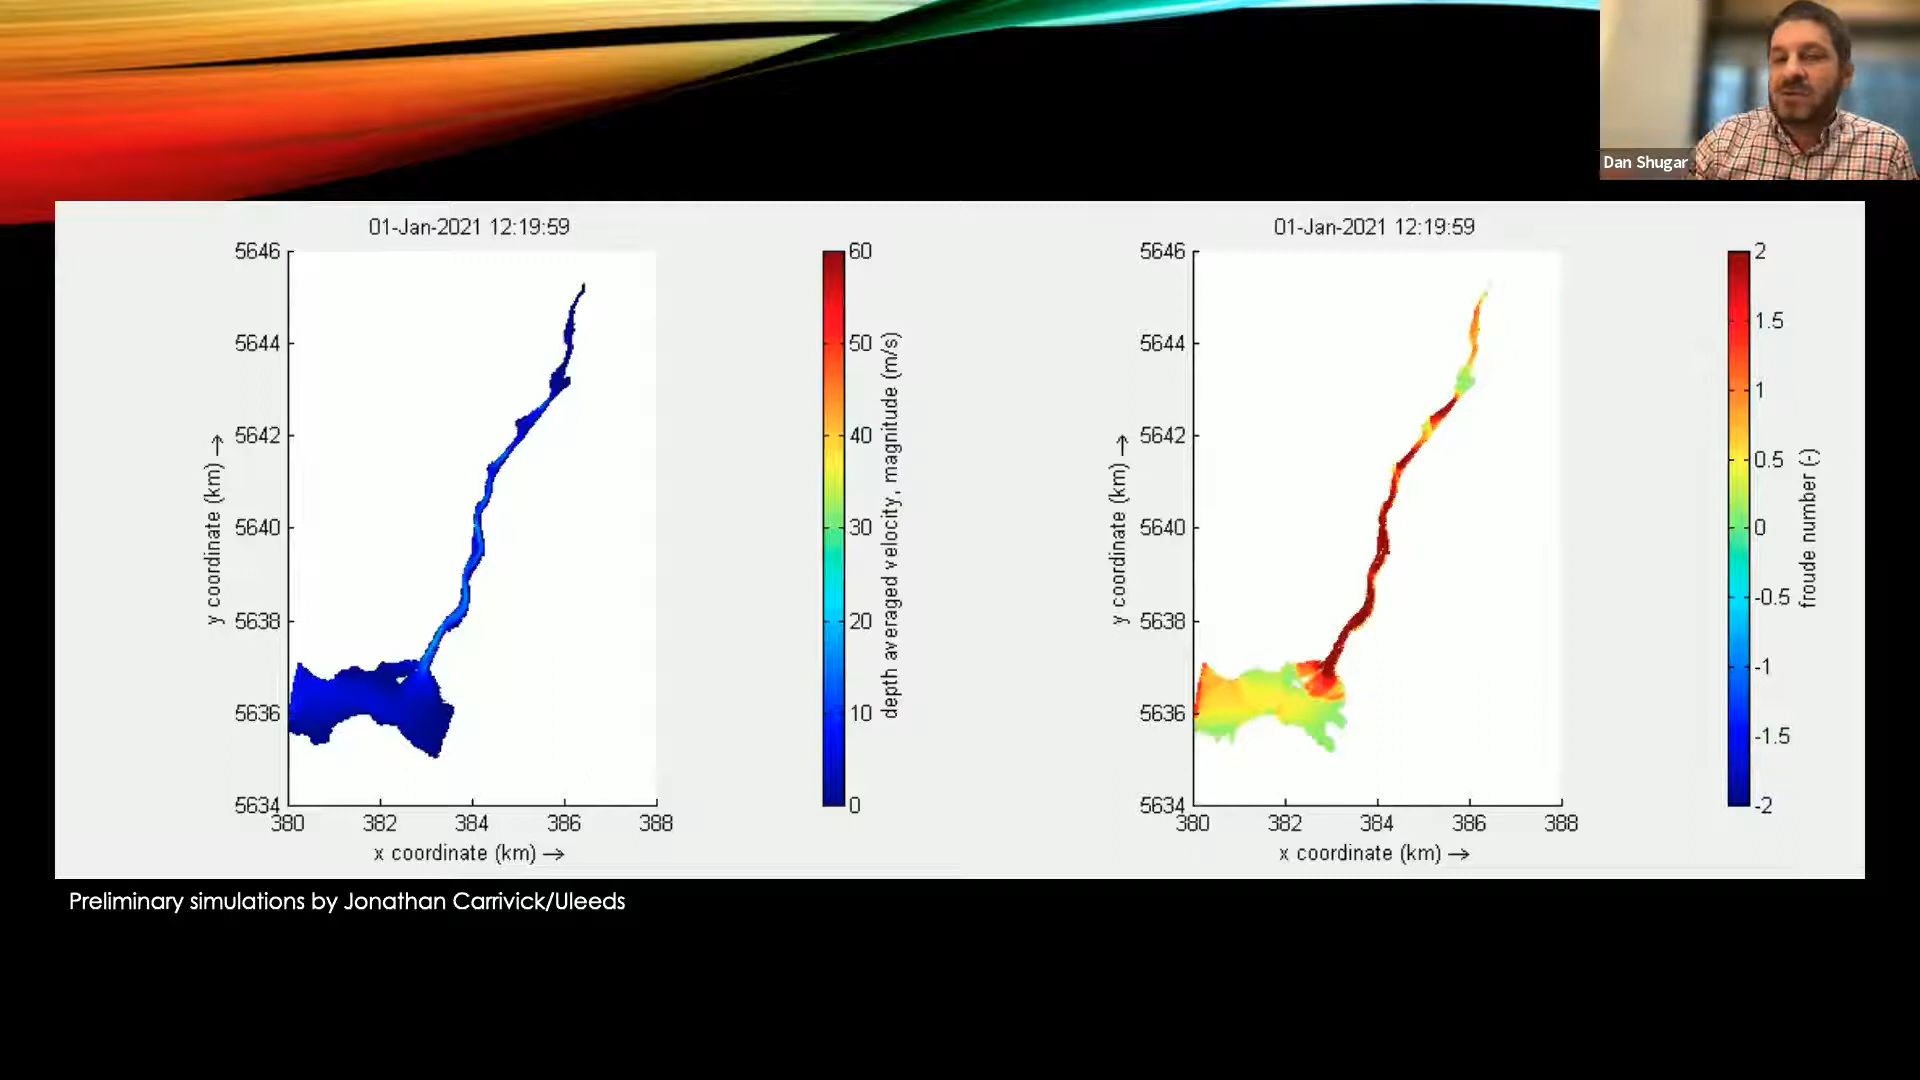 Dan Shugar
01-Jan-2021 12:19:59
5646
5644
5642
5640
5638
5636
5634
y coordinate (km) →
380 382 384 386 388
x coordinate (km) →
60
50
40
30
20
10
0
depth averaged velocity, magnitude (m/s)
01-Jan-2021 12:19:59
5646
5644
5642
5640
5638
5636
5634
y coordinate (km) →
380 382 384 386 388
x coordinate (km) →
2
1.5
1
0.5
0
-0.5
-1
-1.5
-2
froude number (-)
Preliminary simulations by Jonathan Carrivick/Uleeds